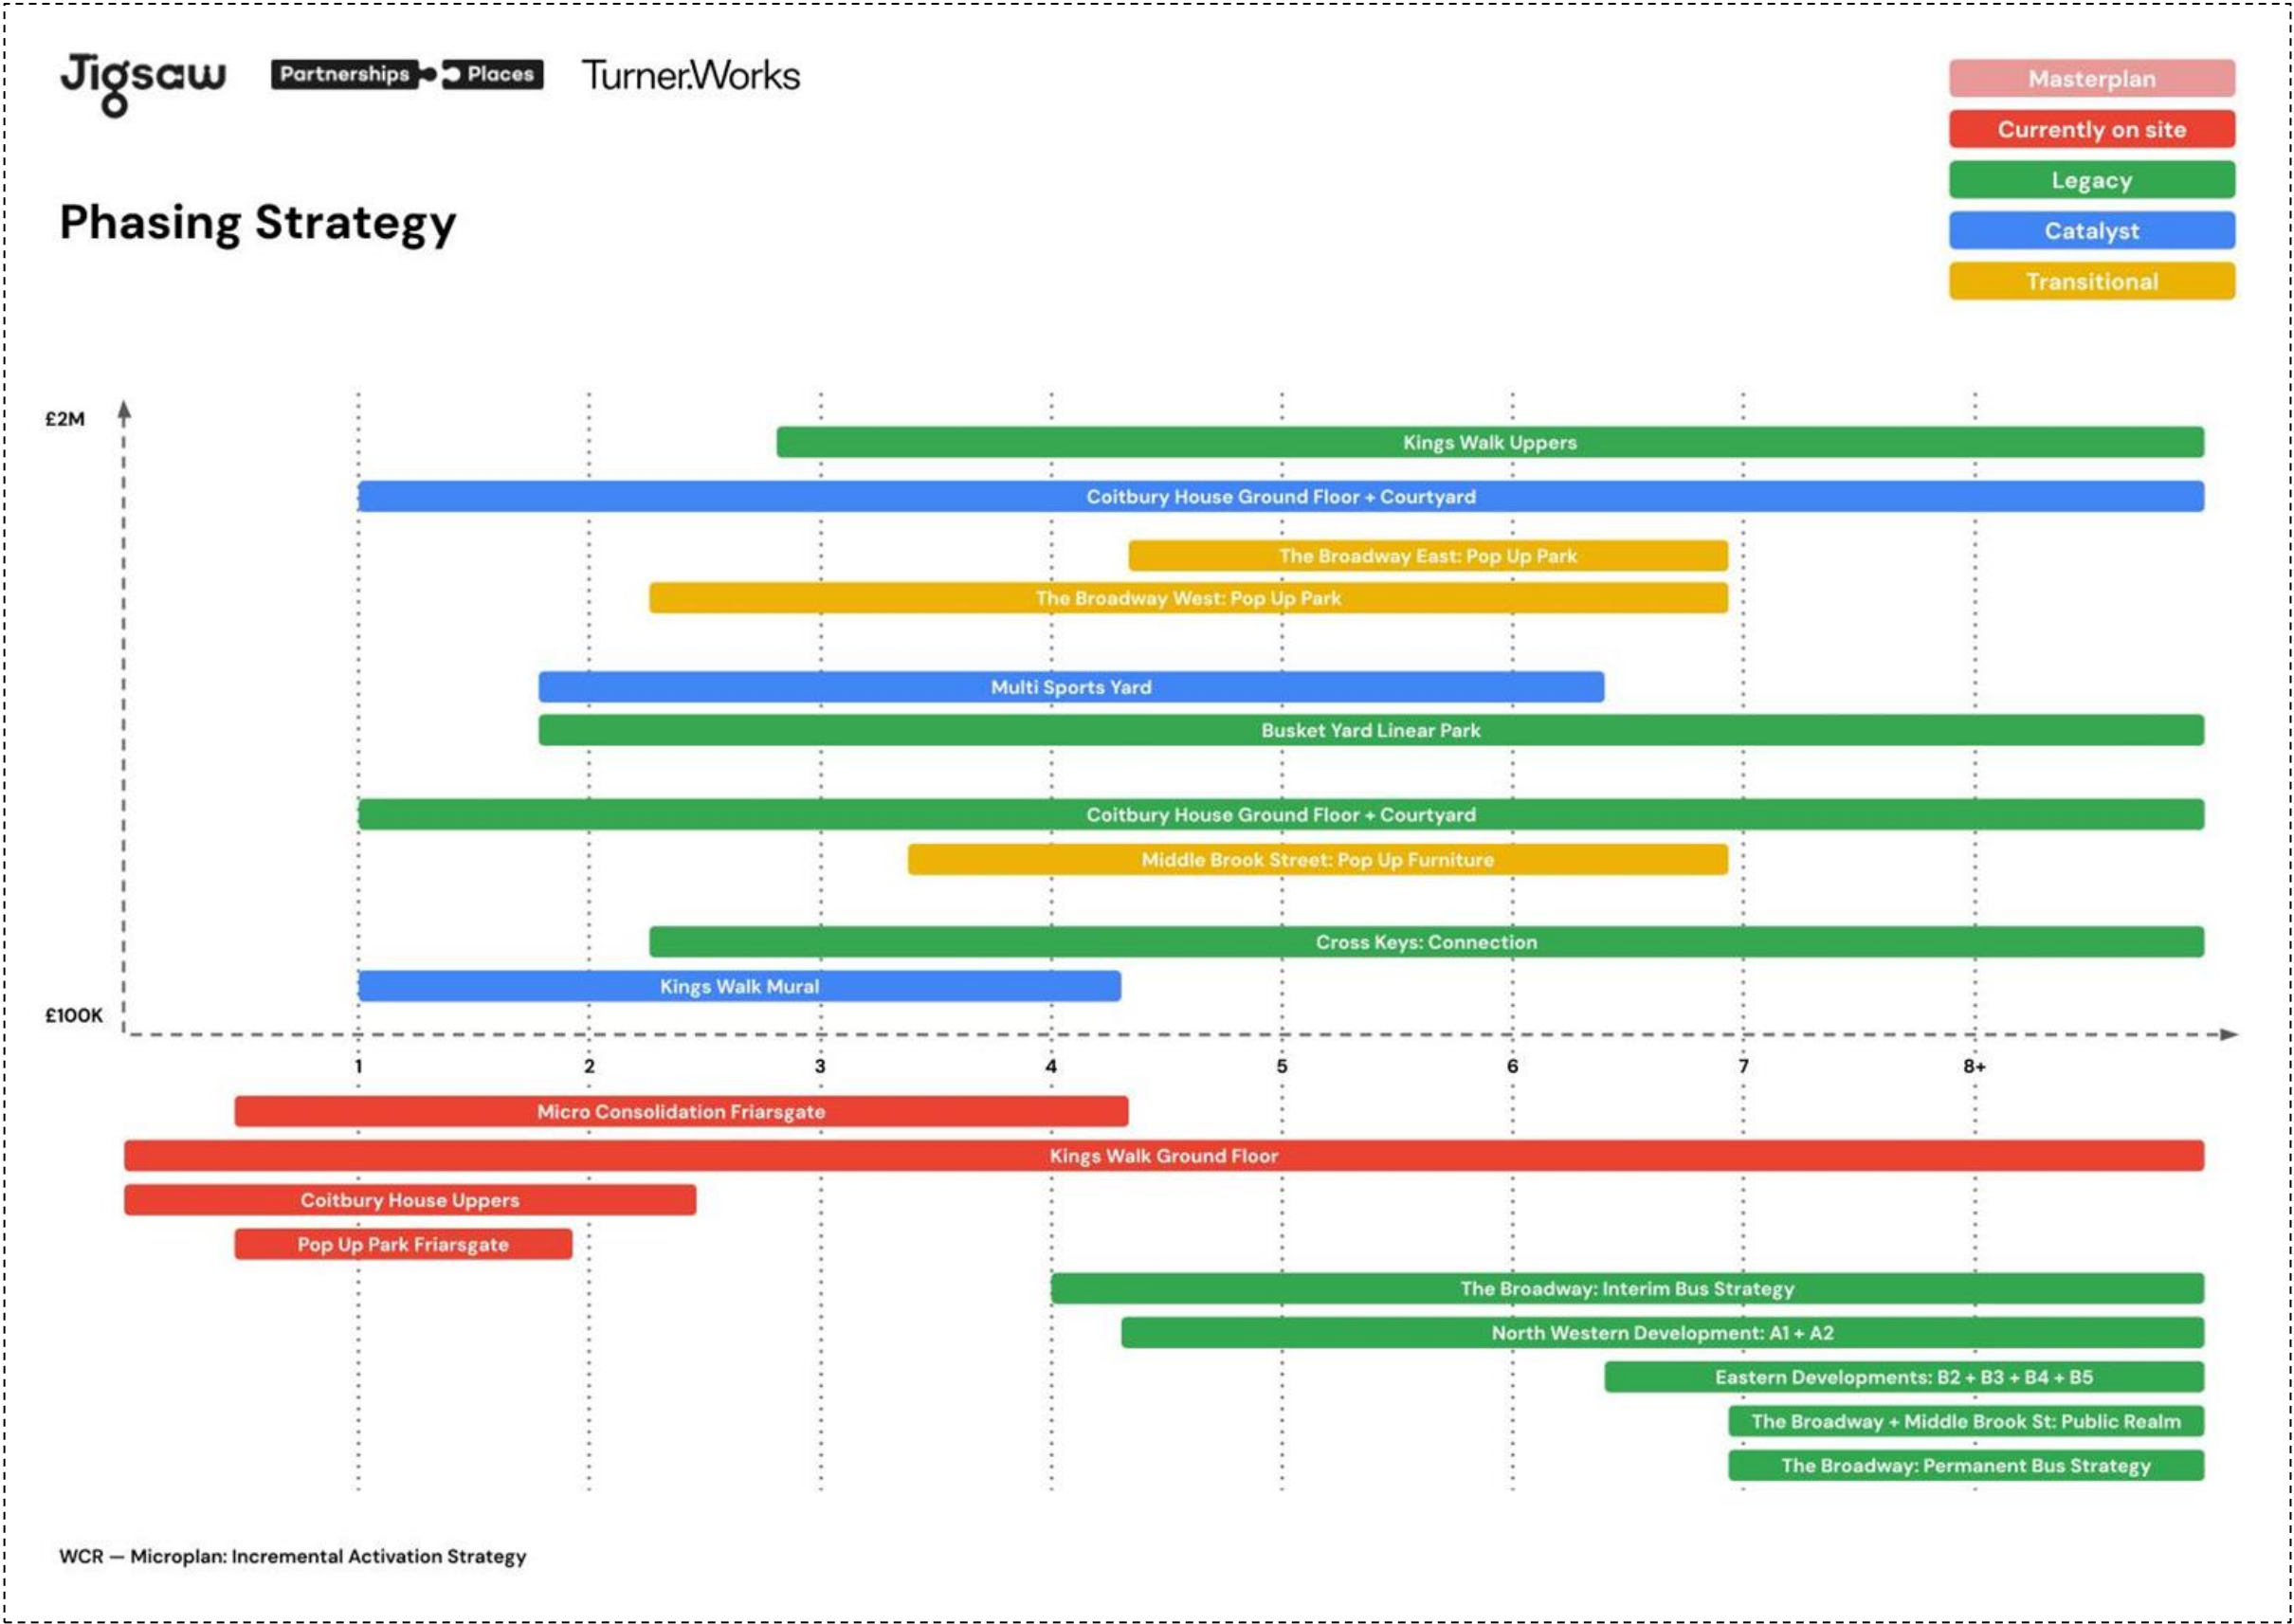 Jigsaw
Partnerships Places
Turner.Works
Masterplan
Currently on site
Legacy
Catalyst
Transitional
Phasing Strategy
£2M
Kings Walk Uppers
Coitbury House Ground Floor + Courtyard
The Broadway East: Pop Up Park
The Broadway West: Pop Up Park
Multi Sports Yard
Busket Yard Linear Park
Coitbury House Ground Floor + Courtyard
Middle Brook Street: Pop Up Furniture
Cross Keys: Connection
Kings Walk Mural
£100K
1 2 3 4 5 6 7 8+
Micro Consolidation Friarsgate
Kings Walk Ground Floor
Coitbury House Uppers
Pop Up Park Friarsgate
The Broadway: Interim Bus Strategy
North Western Development: A1 + A2
Eastern Developments: B2 + B3 + B4 + B5
The Broadway + Middle Brook St: Public Realm
The Broadway: Permanent Bus Strategy
WCR — Microplan: Incremental Activation Strategy